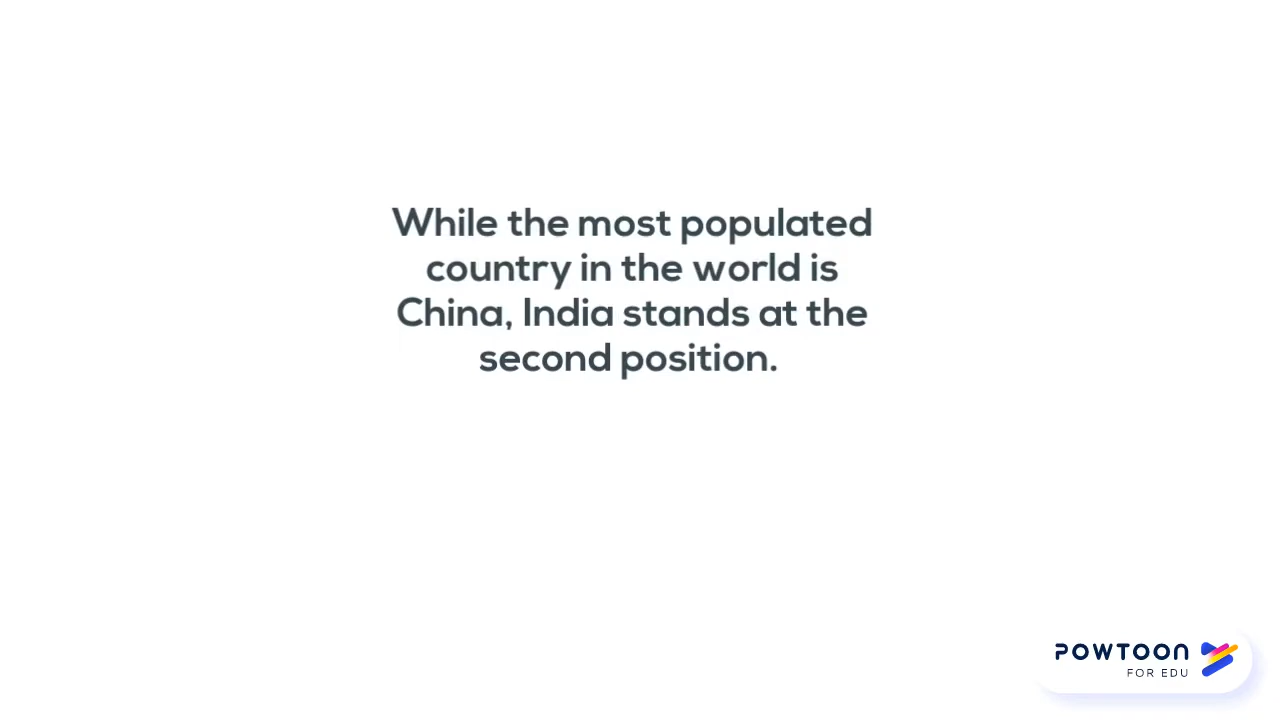 While the most populated
country in the world is
China, India stands at the
second position.
POWTOON
FOR EDU